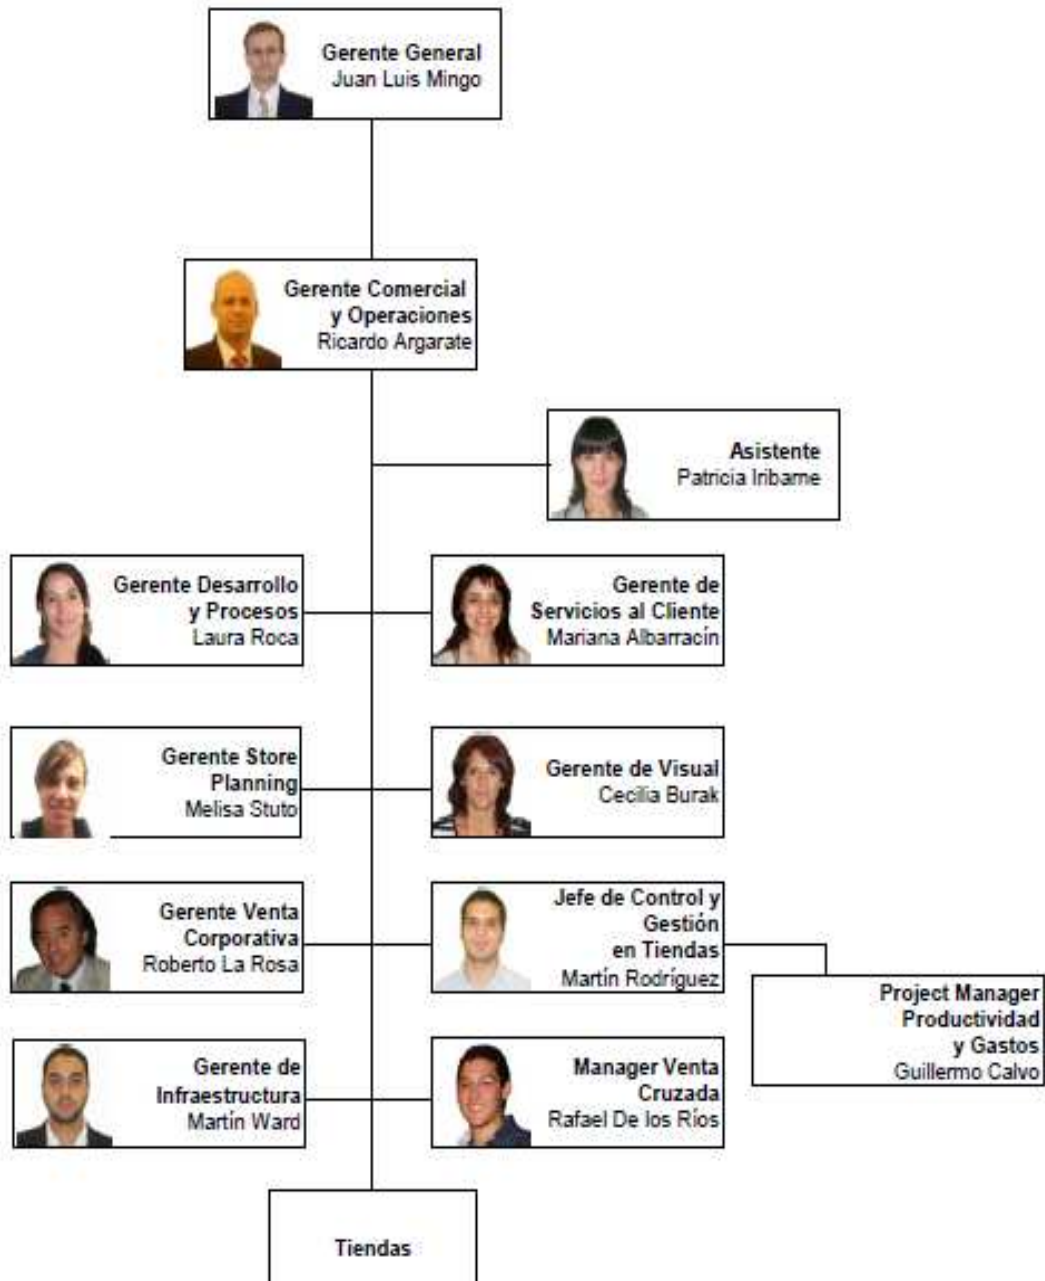 Gerente General
Juan Luis Mingo
Gerente Comercial
y Operaciones
Ricardo Argarate
Asistente
Patricia Iribarne
Gerente Desarrollo
y Procesos
Laura Roca
Gerente de
Servicios al Cliente
Mariana Albarracín
Gerente Store
Planning
Melisa Stuto
Gerente de Visual
Cecilia Burak
Gerente Venta
Corporativa
Roberto La Rosa
Jefe de Control y
Gestión
en Tiendas
Martín Rodríguez
Project Manager
Productividad
y Gastos
Guillermo Calvo
Gerente de
Infraestructura
Martín Ward
Manager Venta
Cruzada
Rafael De los Ríos
Tiendas